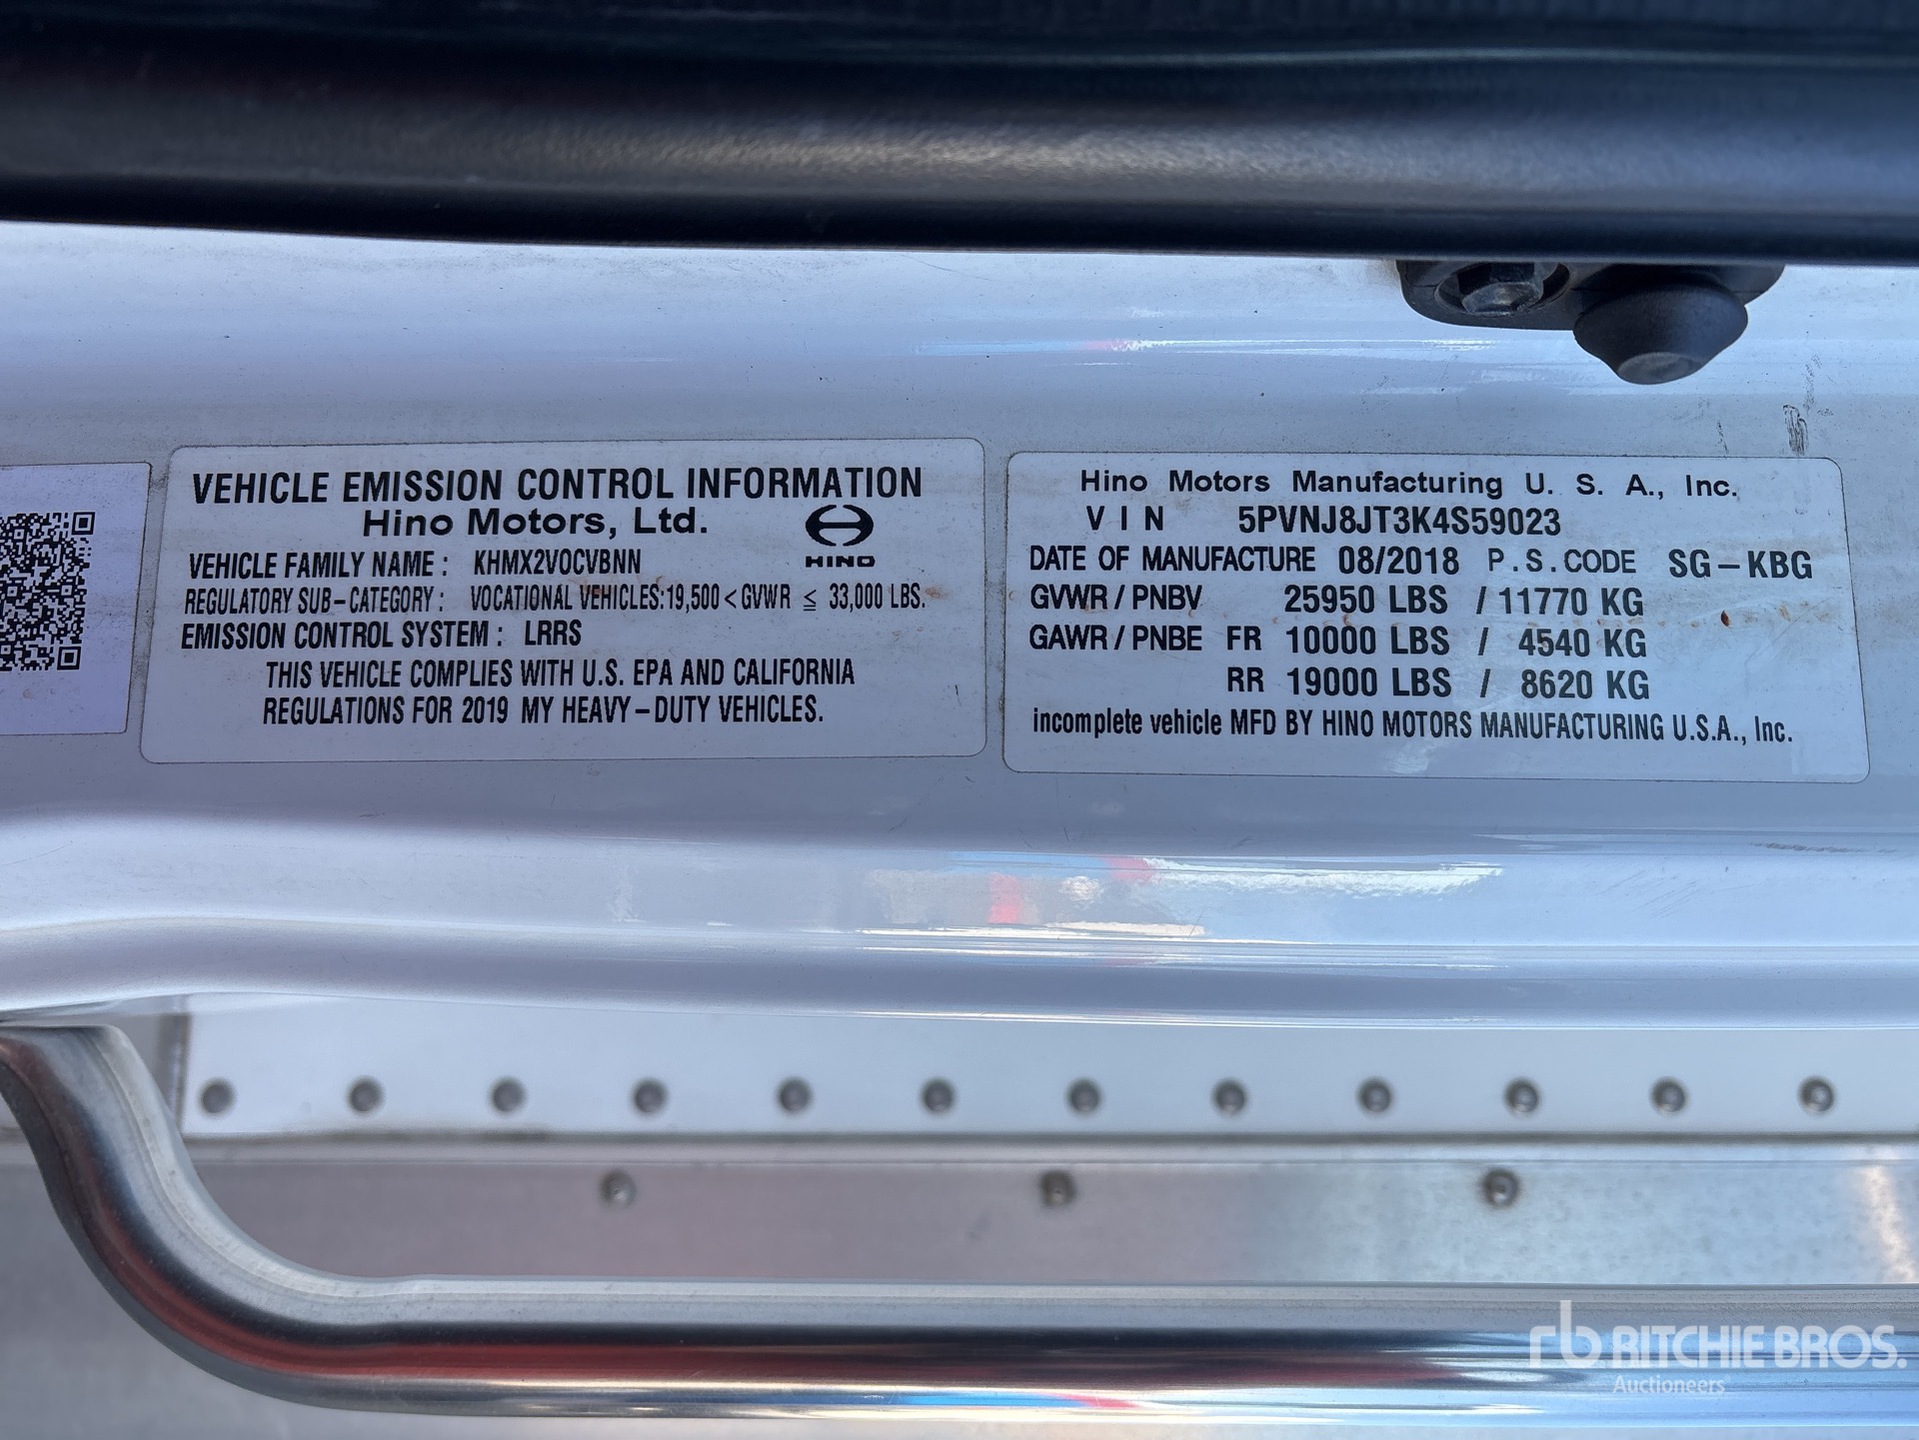 VEHICLE EMISSION CONTROL INFORMATION
Hino Motors, Ltd.
HINO
VEHICLE FAMILY NAME : KHMX2VOCVBNN
REGULATORY SUB-CATEGORY : VOCATIONAL VEHICLES:19,500 < GVWR ≤ 33,000 LBS.
EMISSION CONTROL SYSTEM : LRRS
THIS VEHICLE COMPLIES WITH U.S. EPA AND CALIFORNIA
REGULATIONS FOR 2019 MY HEAVY-DUTY VEHICLES.
Hino Motors Manufacturing U. S. A., Inc.
VIN 5PVNJ8JT3K4S59023
DATE OF MANUFACTURE 08/2018 P.S.CODE SG-KBG
GVWR / PNBV 25950 LBS / 11770 KG
GAWR / PNBE FR 10000 LBS / 4540 KG
RR 19000 LBS / 8620 KG
incomplete vehicle MFD BY HINO MOTORS MANUFACTURING U.S.A., Inc.
rb RITCHIE BROS.
Auctioneers